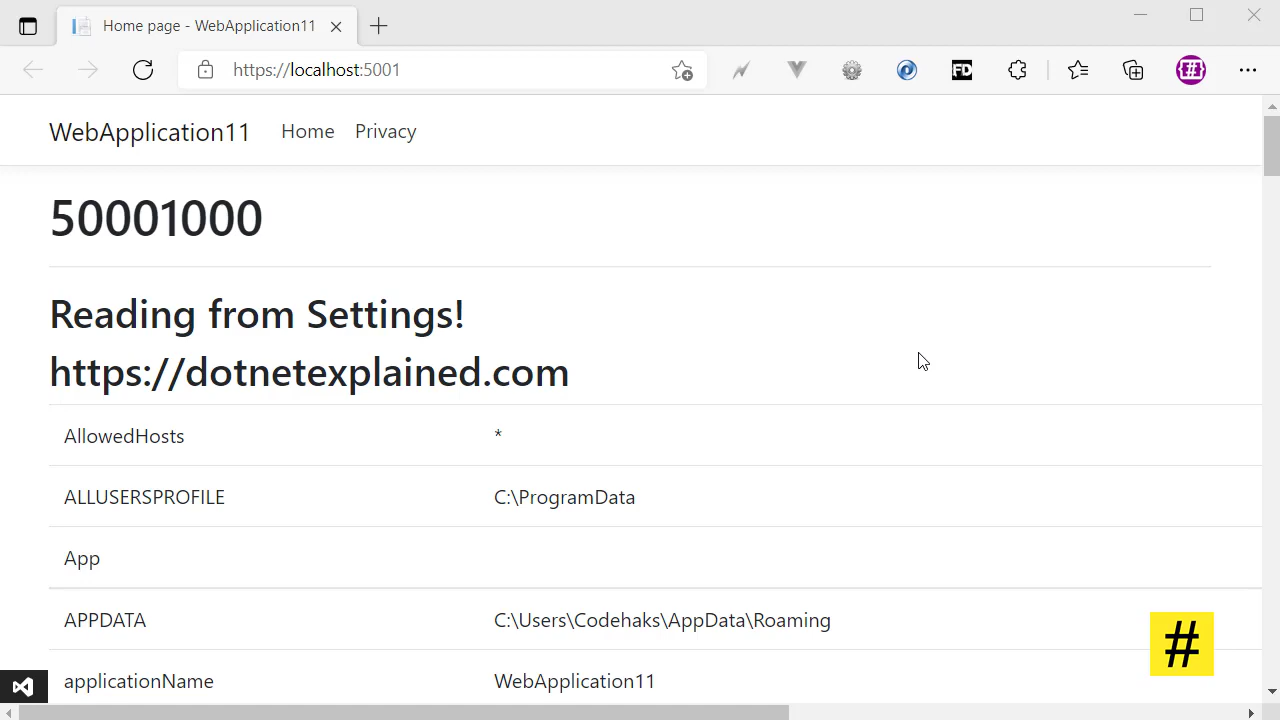 Home page - WebApplication11
https://localhost:5001
FD
{#}
WebApplication11 Home Privacy
50001000
Reading from Settings!
https://dotnetexplained.com
AllowedHosts *
ALLUSERSPROFILE C:\ProgramData
App
APPDATA C:\Users\Codehaks\AppData\Roaming
#
applicationName WebApplication11